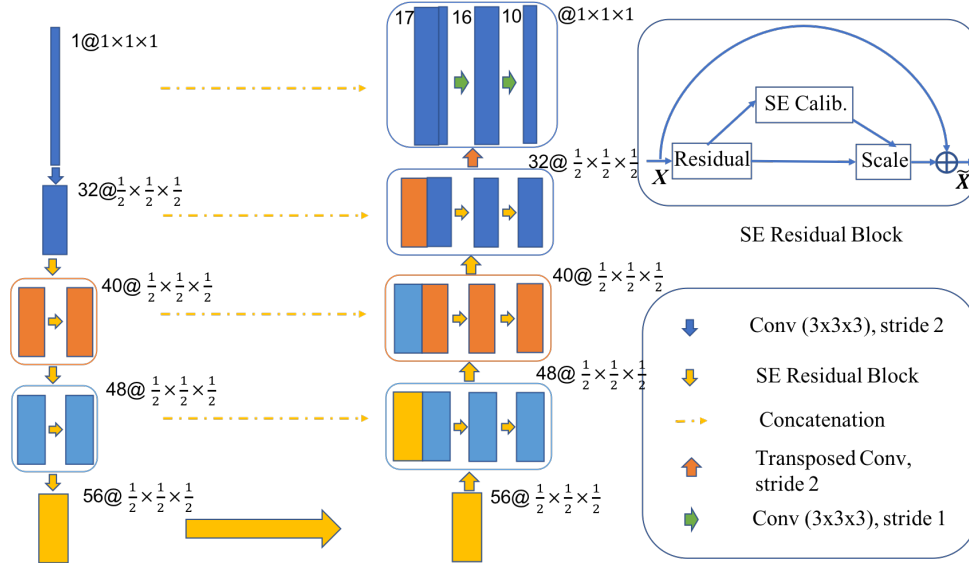 1@1×1×1
32@ 1/2 × 1/2 × 1/2
40@ 1/2 × 1/2 × 1/2
48@ 1/2 × 1/2 × 1/2
56@ 1/2 × 1/2 × 1/2
17 16 10 @1×1×1
32@ 1/2 × 1/2 × 1/2
40@ 1/2 × 1/2 × 1/2
48@ 1/2 × 1/2 × 1/2
56@ 1/2 × 1/2 × 1/2
SE Calib.
X Residual Scale X̃
SE Residual Block
Conv (3x3x3), stride 2
SE Residual Block
Concatenation
Transposed Conv,
stride 2
Conv (3x3x3), stride 1